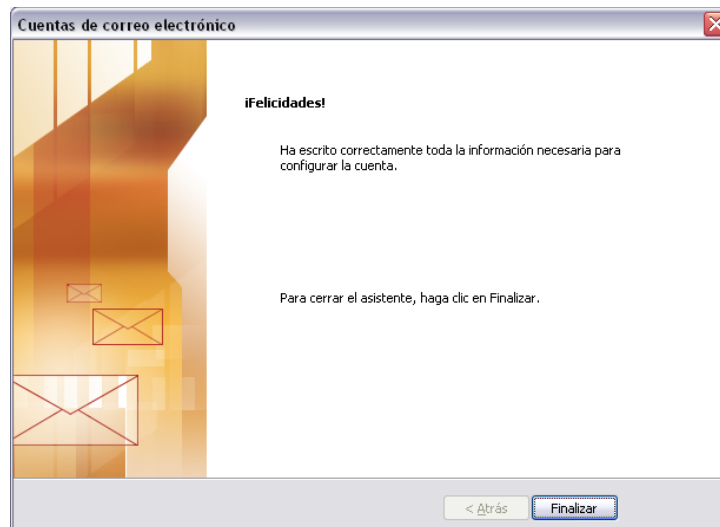 Cuentas de correo electrónico
¡Felicidades!
Ha escrito correctamente toda la información necesaria para
configurar la cuenta.
Para cerrar el asistente, haga clic en Finalizar.
< Atrás
Finalizar